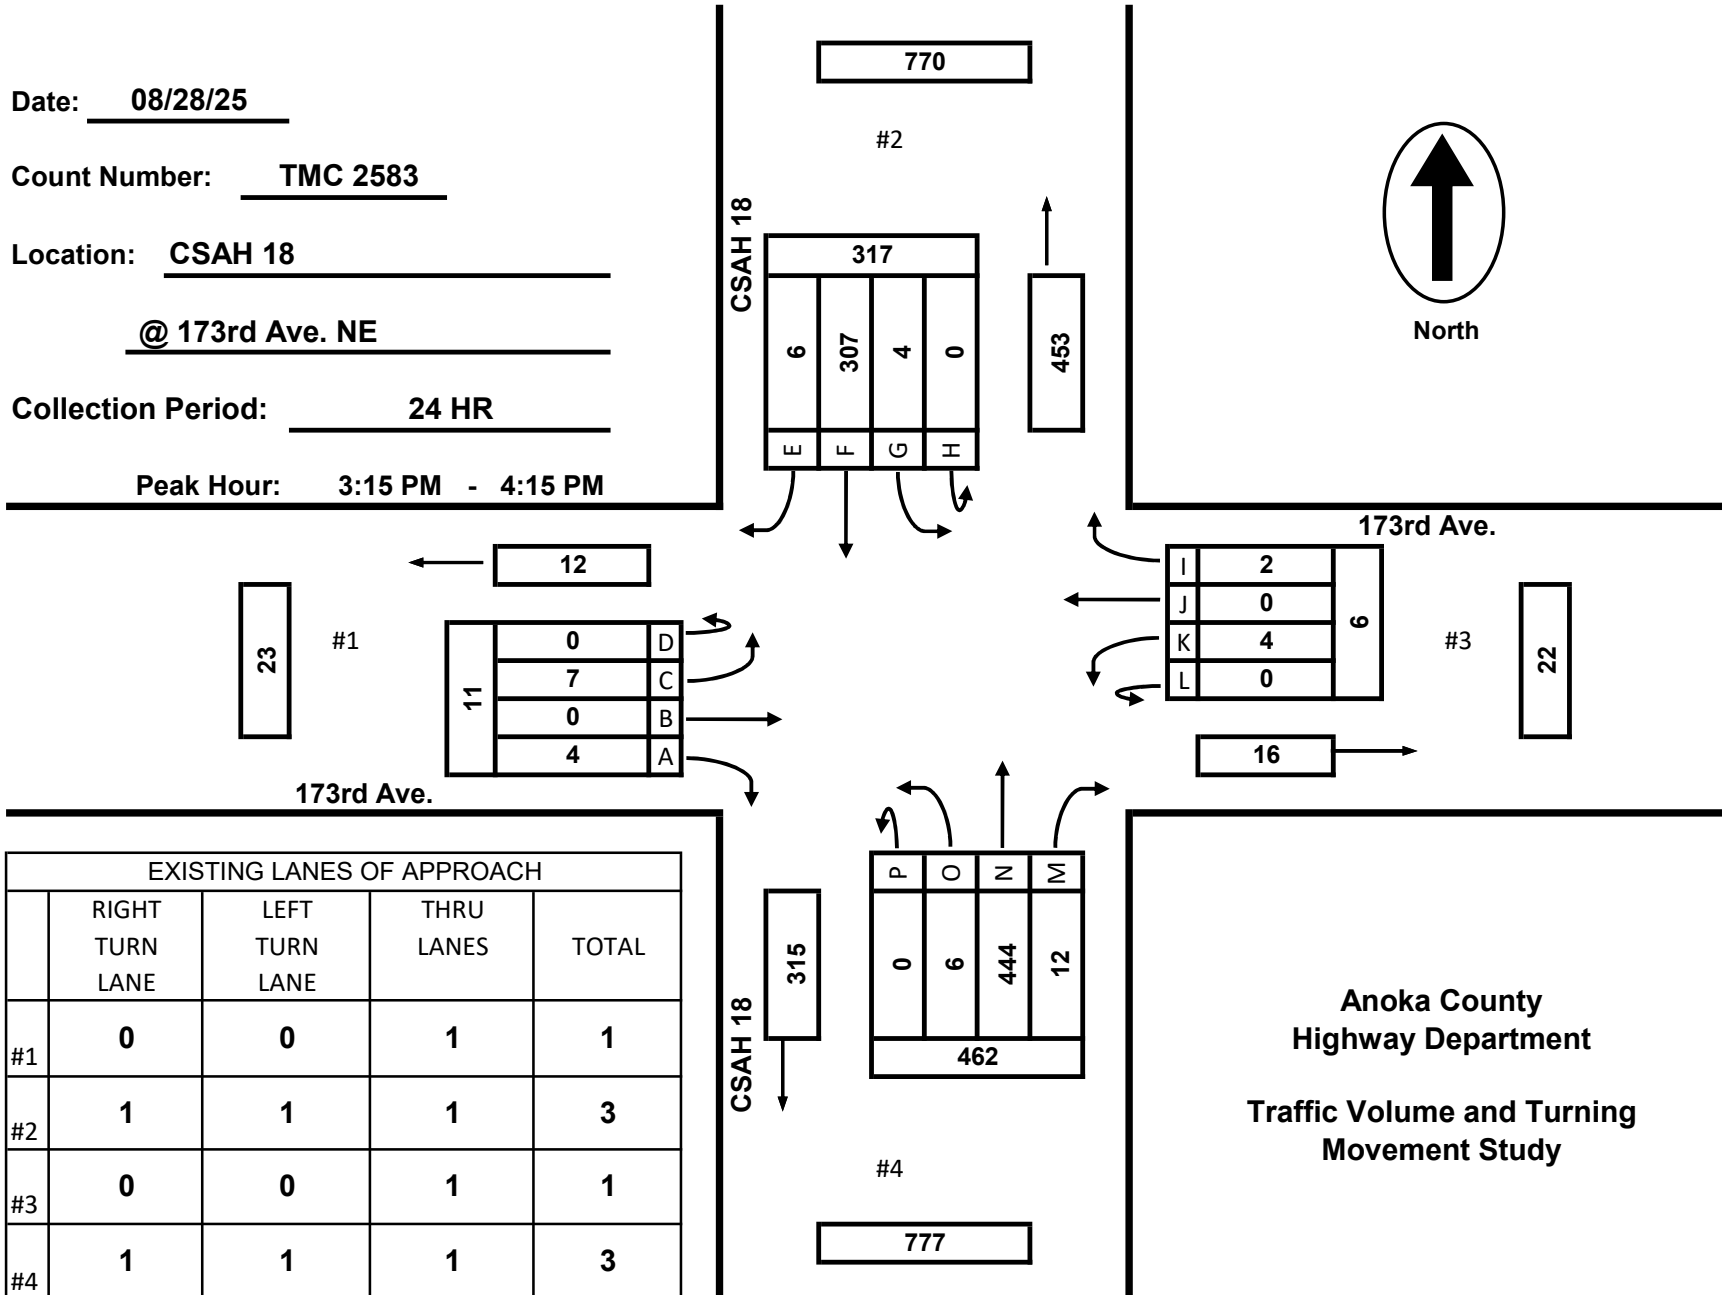 Date: 08/28/25
Count Number: TMC 2583
Location: CSAH 18
@ 173rd Ave. NE
Collection Period: 24 HR
Peak Hour: 3:15 PM - 4:15 PM
770
#2
CSAH 18
317
6 307 4 0
E F G H
453
North
173rd Ave.
12
23
#1
11
0 D
7 C
0 B
4 A
173rd Ave.
I 2
J 0
K 4
L 0
6
#3
22
16
P O N M
0 6 444 12
462
315
CSAH 18
#4
777
EXISTING LANES OF APPROACH
RIGHT TURN LANE LEFT TURN LANE THRU LANES TOTAL
#1 0 0 1 1
#2 1 1 1 3
#3 0 0 1 1
#4 1 1 1 3
Anoka County
Highway Department
Traffic Volume and Turning
Movement Study